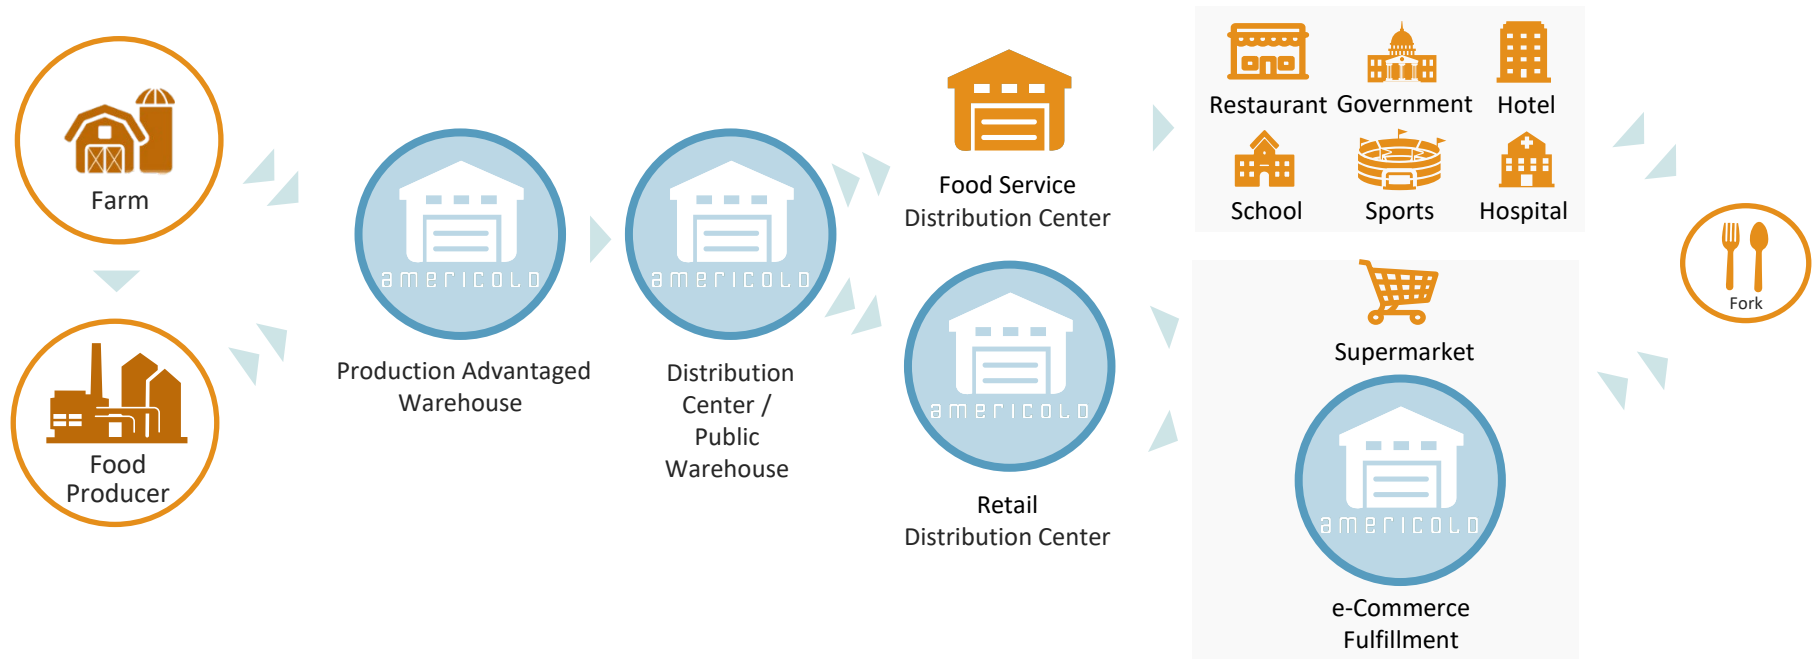 Farm
Food
Producer
americold
Production Advantaged
Warehouse
americold
Distribution
Center /
Public
Warehouse
Food Service
Distribution Center
americold
Retail
Distribution Center
Restaurant Government Hotel
School Sports Hospital
Supermarket
americold
e-Commerce
Fulfillment
Fork